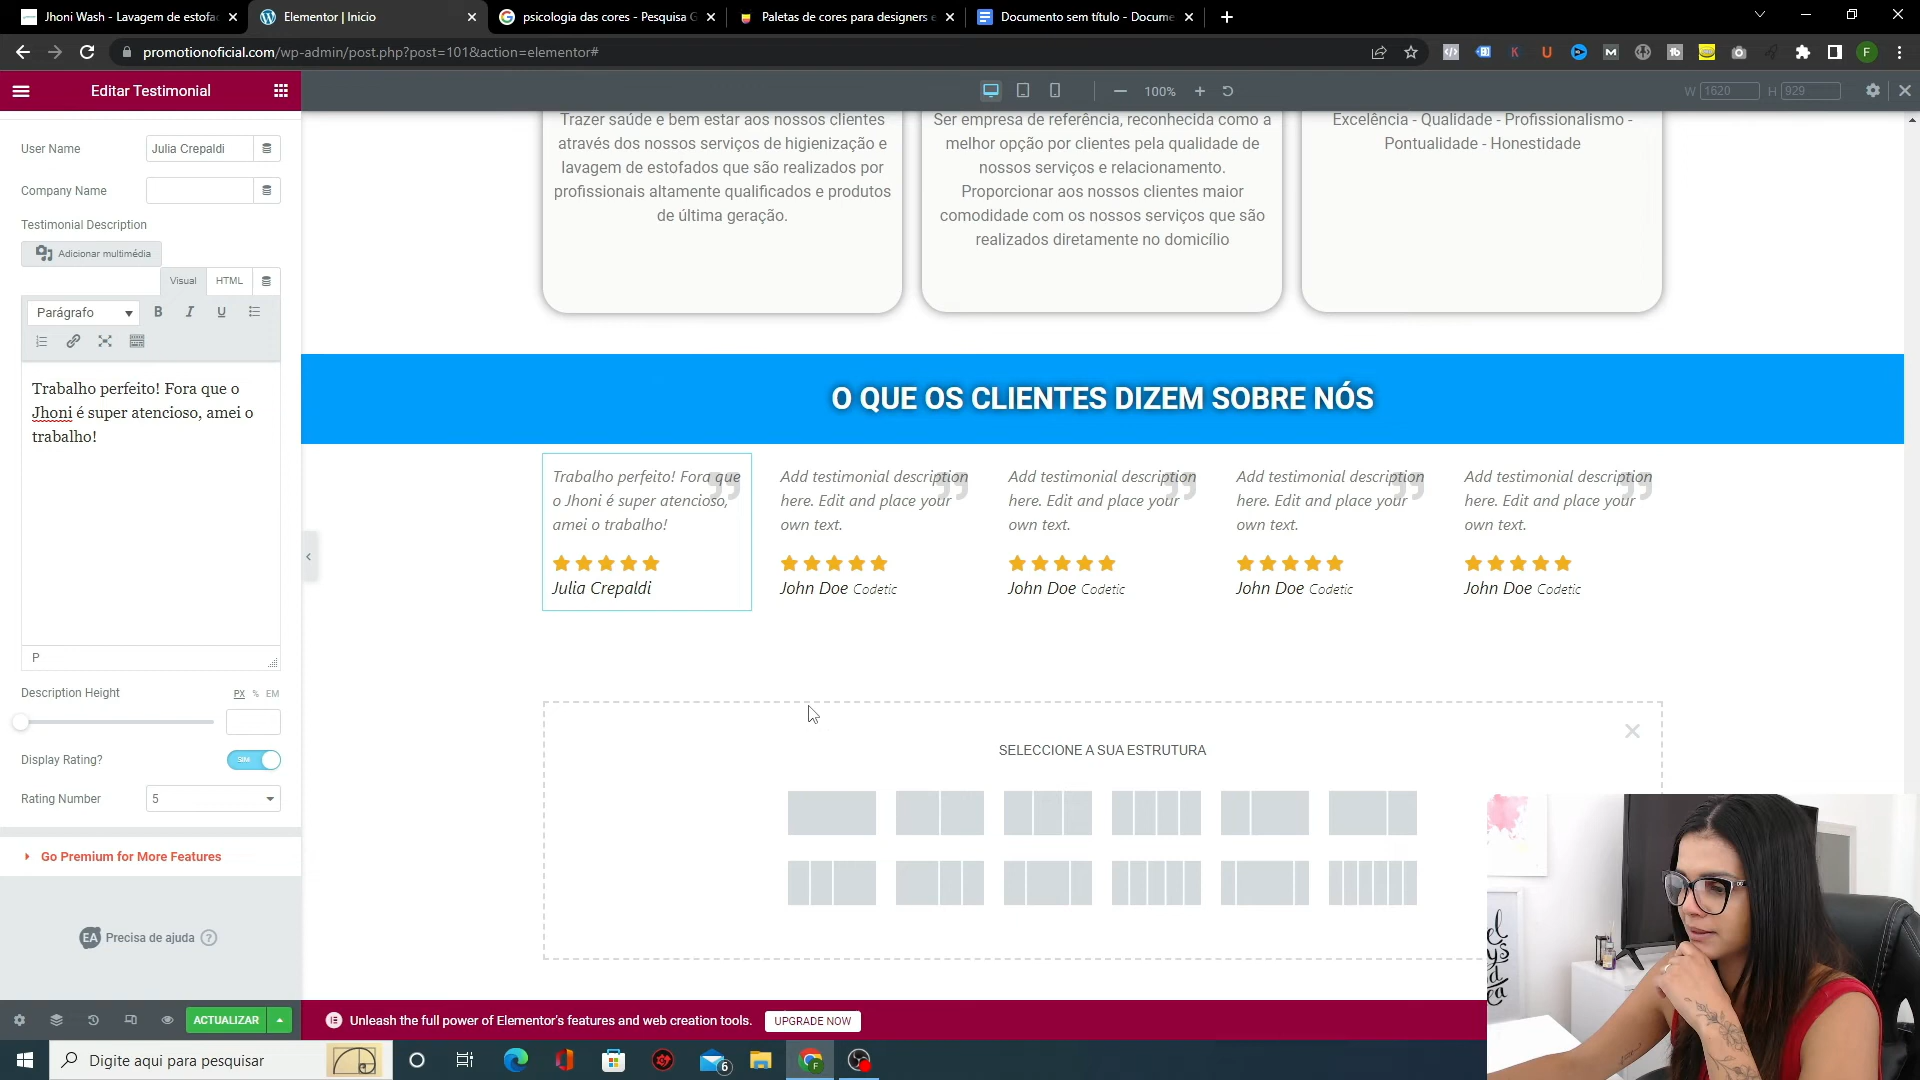 Jhoni Wash - Lavagem de estofa
Elementor | Inicio
psicologia das cores - Pesquisa G
Paletas de cores para designers e
Documento sem título - Docume
promotionoficial.com/wp-admin/post.php?post=101&action=elementor#
Editar Testimonial
100%
W 1620 H 929
User Name
Julia Crepaldi
Company Name
Testimonial Description
Adicionar multimédia
Visual HTML
Parágrafo
Trabalho perfeito! Fora que o
Jhoni é super atencioso, amei o
trabalho!
P
Description Height
PX % EM
Display Rating?
SIM
Rating Number
5
Go Premium for More Features
EA Precisa de ajuda ?
ACTUALIZAR
Trazer saúde e bem estar aos nossos clientes
através dos nossos serviços de higienização e
lavagem de estofados que são realizados por
profissionais altamente qualificados e produtos
de última geração.
Ser empresa de referência, reconhecida como a
melhor opção por clientes pela qualidade de
nossos serviços e relacionamento.
Proporcionar aos nossos clientes maior
comodidade com os nossos serviços que são
realizados diretamente no domicílio
Excelência - Qualidade - Profissionalismo -
Pontualidade - Honestidade
O QUE OS CLIENTES DIZEM SOBRE NÓS
Trabalho perfeito! Fora que
o Jhoni é super atencioso,
amei o trabalho!
Julia Crepaldi
Add testimonial description
here. Edit and place your
own text.
John Doe Codetic
Add testimonial description
here. Edit and place your
own text.
John Doe Codetic
Add testimonial description
here. Edit and place your
own text.
John Doe Codetic
Add testimonial description
here. Edit and place your
own text.
John Doe Codetic
SELECCIONE A SUA ESTRUTURA
Unleash the full power of Elementor's features and web creation tools.
UPGRADE NOW
Digite aqui para pesquisar
6